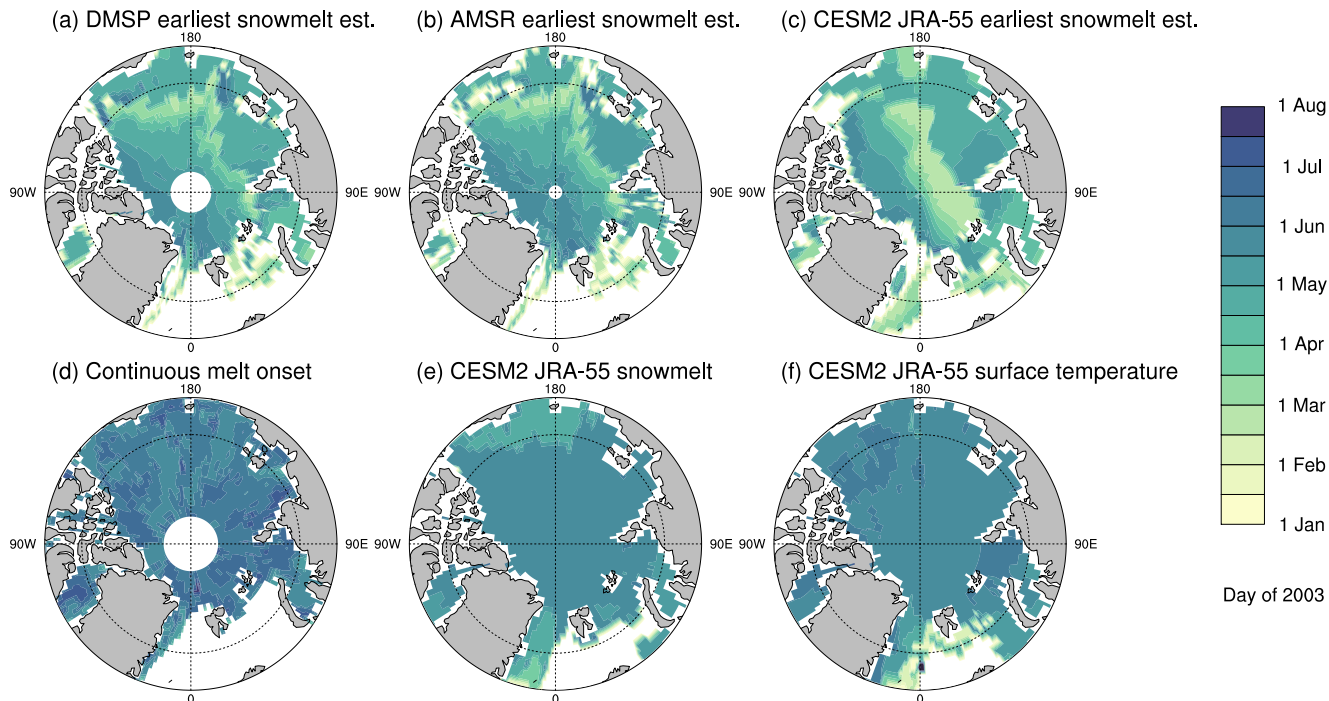 (a) DMSP earliest snowmelt est.
(b) AMSR earliest snowmelt est.
(c) CESM2 JRA-55 earliest snowmelt est.
180
180
180
90W
90E 90W
90E 90W
90E
0
0
0
(d) Continuous melt onset
(e) CESM2 JRA-55 snowmelt
(f) CESM2 JRA-55 surface temperature
180
180
180
90W
90E 90W
90E 90W
90E
0
0
0
1 Aug
1 Jul
1 Jun
1 May
1 Apr
1 Mar
1 Feb
1 Jan
Day of 2003